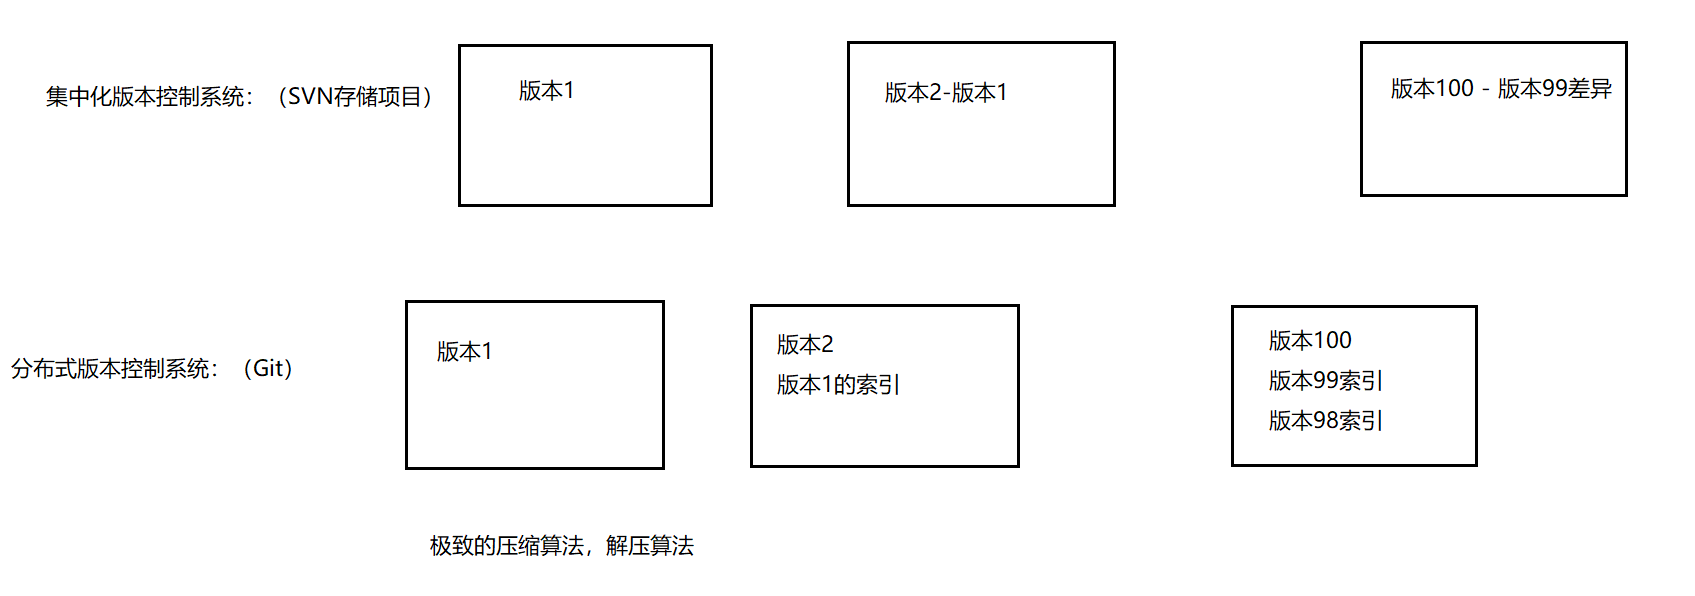 集中化版本控制系统：（SVN存储项目）
版本1
版本2-版本1
版本100 - 版本99差异
分布式版本控制系统：（Git）
版本1
版本2
版本1的索引
版本100
版本99索引
版本98索引
极致的压缩算法，解压算法